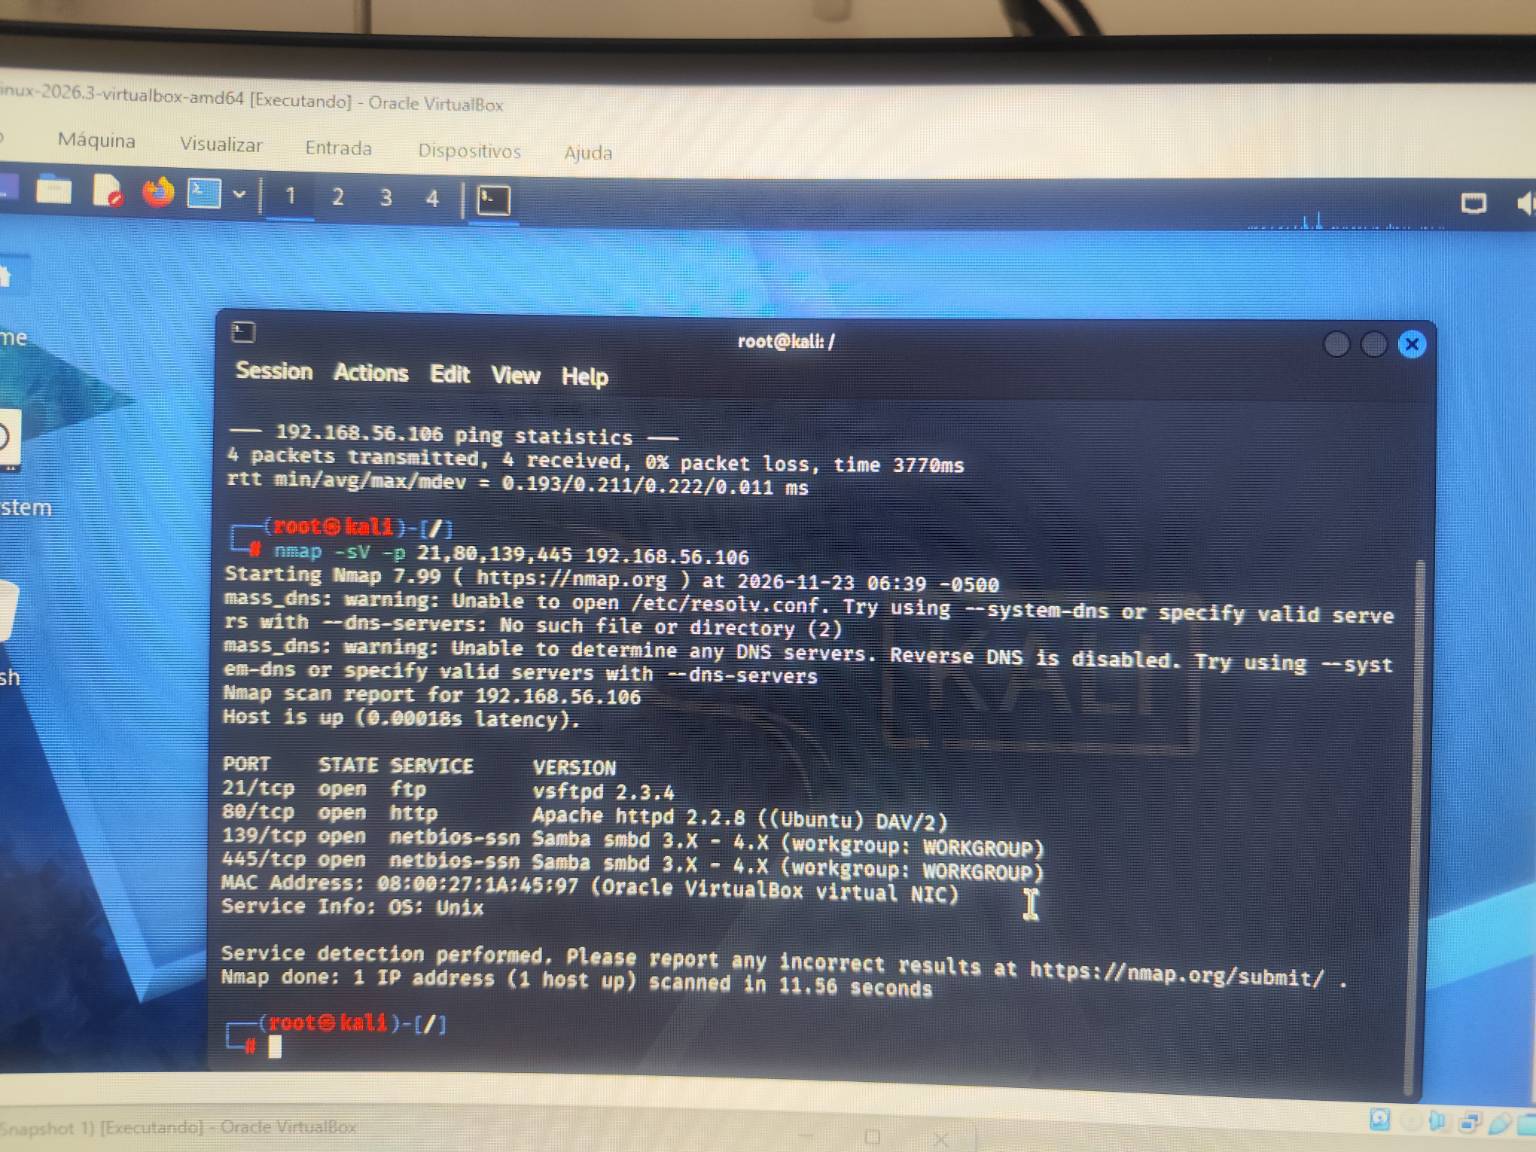 inux-2026.3-virtualbox-amd64 [Executando] - Oracle VirtualBox
Máquina Visualizar Entrada Dispositivos Ajuda
1 2 3 4
me
stem
sh
root@kali: /
Session Actions Edit View Help
── 192.168.56.106 ping statistics ──
4 packets transmitted, 4 received, 0% packet loss, time 3770ms
rtt min/avg/max/mdev = 0.193/0.211/0.222/0.011 ms
┌──(root㉿kali)-[/]
└─# nmap -sV -p 21,80,139,445 192.168.56.106
Starting Nmap 7.99 ( https://nmap.org ) at 2026-11-23 06:39 -0500
mass_dns: warning: Unable to open /etc/resolv.conf. Try using --system-dns or specify valid serve
rs with --dns-servers: No such file or directory (2)
mass_dns: warning: Unable to determine any DNS servers. Reverse DNS is disabled. Try using --syst
em-dns or specify valid servers with --dns-servers
Nmap scan report for 192.168.56.106
Host is up (0.00018s latency).
PORT STATE SERVICE VERSION
21/tcp open ftp vsftpd 2.3.4
80/tcp open http Apache httpd 2.2.8 ((Ubuntu) DAV/2)
139/tcp open netbios-ssn Samba smbd 3.X - 4.X (workgroup: WORKGROUP)
445/tcp open netbios-ssn Samba smbd 3.X - 4.X (workgroup: WORKGROUP)
MAC Address: 08:00:27:1A:45:97 (Oracle VirtualBox virtual NIC)
Service Info: OS: Unix
Service detection performed. Please report any incorrect results at https://nmap.org/submit/ .
Nmap done: 1 IP address (1 host up) scanned in 11.56 seconds
┌──(root㉿kali)-[/]
└─#
KALI
Snapshot 1) [Executando] - Oracle VirtualBox